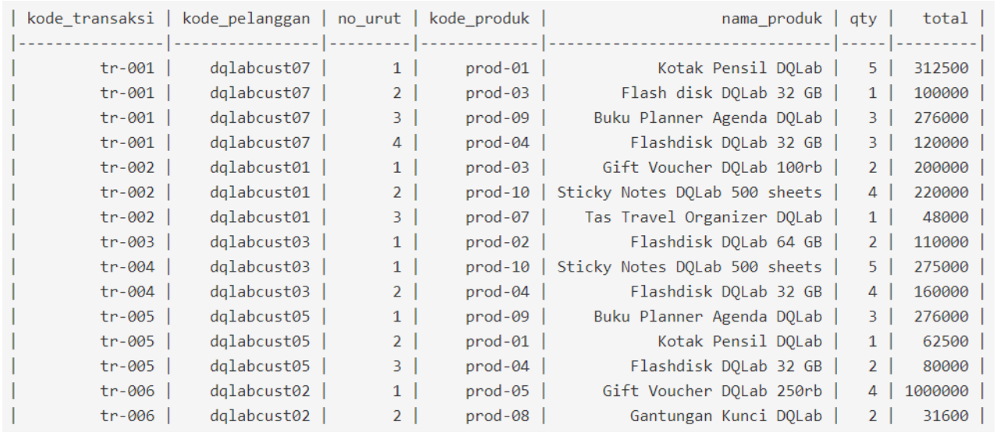 | kode_transaksi | kode_pelanggan | no_urut | kode_produk |                    nama_produk | qty |   total |
|----------------|----------------|---------|-------------|--------------------------------|-----|---------|
|         tr-001 |    dqlabcust07 |       1 |     prod-01 |             Kotak Pensil DQLab |   5 |  312500 |
|         tr-001 |    dqlabcust07 |       2 |     prod-03 |         Flash disk DQLab 32 GB |   1 |  100000 |
|         tr-001 |    dqlabcust07 |       3 |     prod-09 |      Buku Planner Agenda DQLab |   3 |  276000 |
|         tr-001 |    dqlabcust07 |       4 |     prod-04 |          Flashdisk DQLab 32 GB |   3 |  120000 |
|         tr-002 |    dqlabcust01 |       1 |     prod-03 |       Gift Voucher DQLab 100rb |   2 |  200000 |
|         tr-002 |    dqlabcust01 |       2 |     prod-10 |  Sticky Notes DQLab 500 sheets |   4 |  220000 |
|         tr-002 |    dqlabcust01 |       3 |     prod-07 |     Tas Travel Organizer DQLab |   1 |   48000 |
|         tr-003 |    dqlabcust03 |       1 |     prod-02 |          Flashdisk DQLab 64 GB |   2 |  110000 |
|         tr-004 |    dqlabcust03 |       1 |     prod-10 |  Sticky Notes DQLab 500 sheets |   5 |  275000 |
|         tr-004 |    dqlabcust03 |       2 |     prod-04 |          Flashdisk DQLab 32 GB |   4 |  160000 |
|         tr-005 |    dqlabcust05 |       1 |     prod-09 |      Buku Planner Agenda DQLab |   3 |  276000 |
|         tr-005 |    dqlabcust05 |       2 |     prod-01 |             Kotak Pensil DQLab |   1 |   62500 |
|         tr-005 |    dqlabcust05 |       3 |     prod-04 |          Flashdisk DQLab 32 GB |   2 |   80000 |
|         tr-006 |    dqlabcust02 |       1 |     prod-05 |       Gift Voucher DQLab 250rb |   4 | 1000000 |
|         tr-006 |    dqlabcust02 |       2 |     prod-08 |          Gantungan Kunci DQLab |   2 |   31600 |